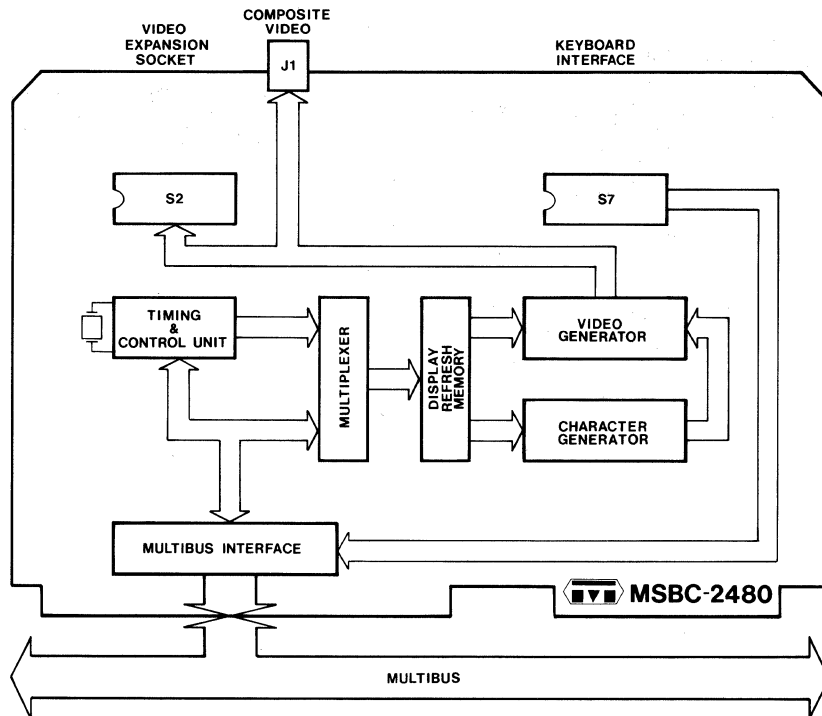 COMPOSITE
VIDEO
VIDEO
EXPANSION
SOCKET
KEYBOARD
INTERFACE
J1
S2
S7
TIMING
&
CONTROL UNIT
MULTIPLEXER
DISPLAY
REFRESH
MEMORY
VIDEO
GENERATOR
CHARACTER
GENERATOR
MULTIBUS INTERFACE
MSBC-2480
MULTIBUS